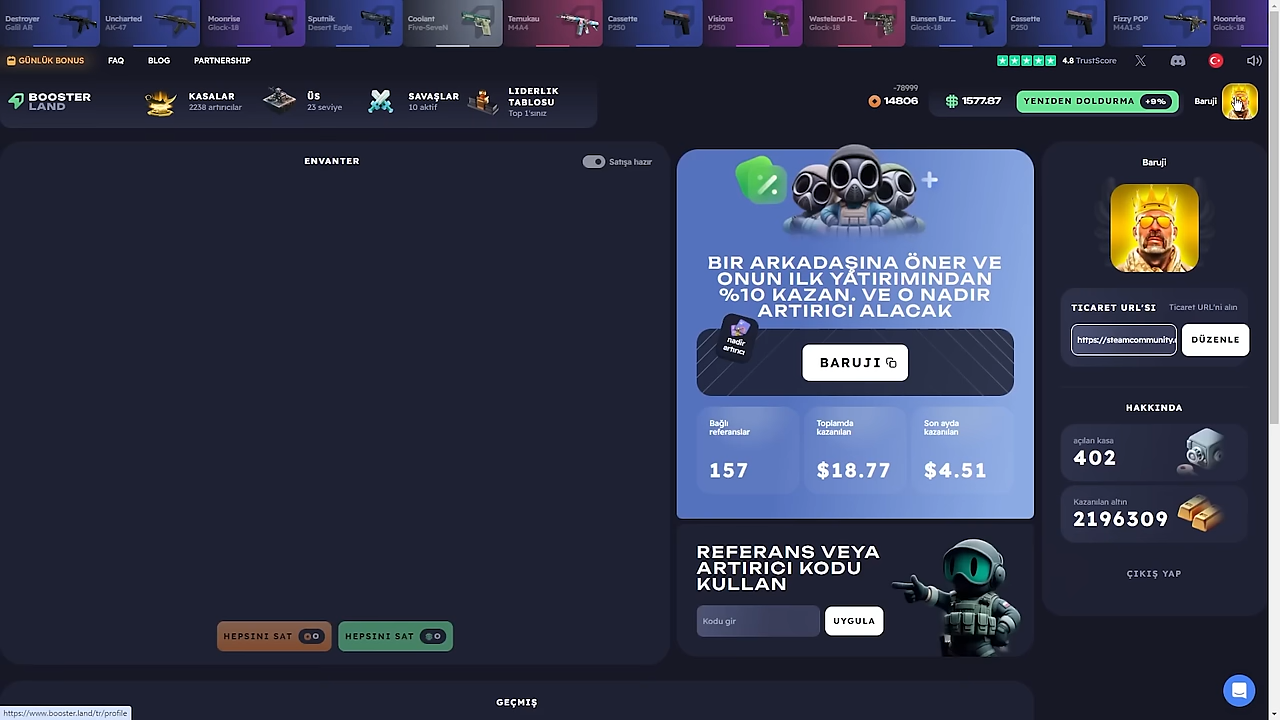 Destroyer
Galil AR
Uncharted
AK-47
Moonrise
Glock-18
Sputnik
Desert Eagle
Coolant
Five-SeveN
Temukau
M4A4
Cassette
P250
Visions
P250
Wasteland R...
Glock-18
Bunsen Bur...
Glock-18
Cassette
P250
Fizzy POP
M4A1-S
Moonrise
Glock-18
GÜNLÜK BONUS
FAQ
BLOG
PARTNERSHIP
4.8 TrustScore
BOOSTER
LAND
KASALAR
2238 artırıcılar
ÜS
23 seviye
SAVAŞLAR
10 aktif
LIDERLIK
TABLOSU
Top 1'sınız
-78999
14806
1577.87
YENIDEN DOLDURMA +9%
Baruji
ENVANTER
Satışa hazır
HEPSINI SAT 0
HEPSINI SAT 0
BIR ARKADAŞINA ÖNER VE
ONUN ILK YATIRIMINDAN
%10 KAZAN. VE O NADIR
ARTIRICI ALACAK
nadir
artırıcı
BARUJI
Bağlı
referanslar
157
Toplamda
kazanılan
$18.77
Son ayda
kazanılan
$4.51
REFERANS VEYA
ARTIRICI KODU
KULLAN
Kodu gir
UYGULA
Baruji
TICARET URL'SI
Ticaret URL'ni alın
https://steamcommunity.
DÜZENLE
HAKKINDA
açılan kasa
402
Kazanılan altın
2196309
ÇIKIŞ YAP
GEÇMIŞ
https://www.booster.land/tr/profile